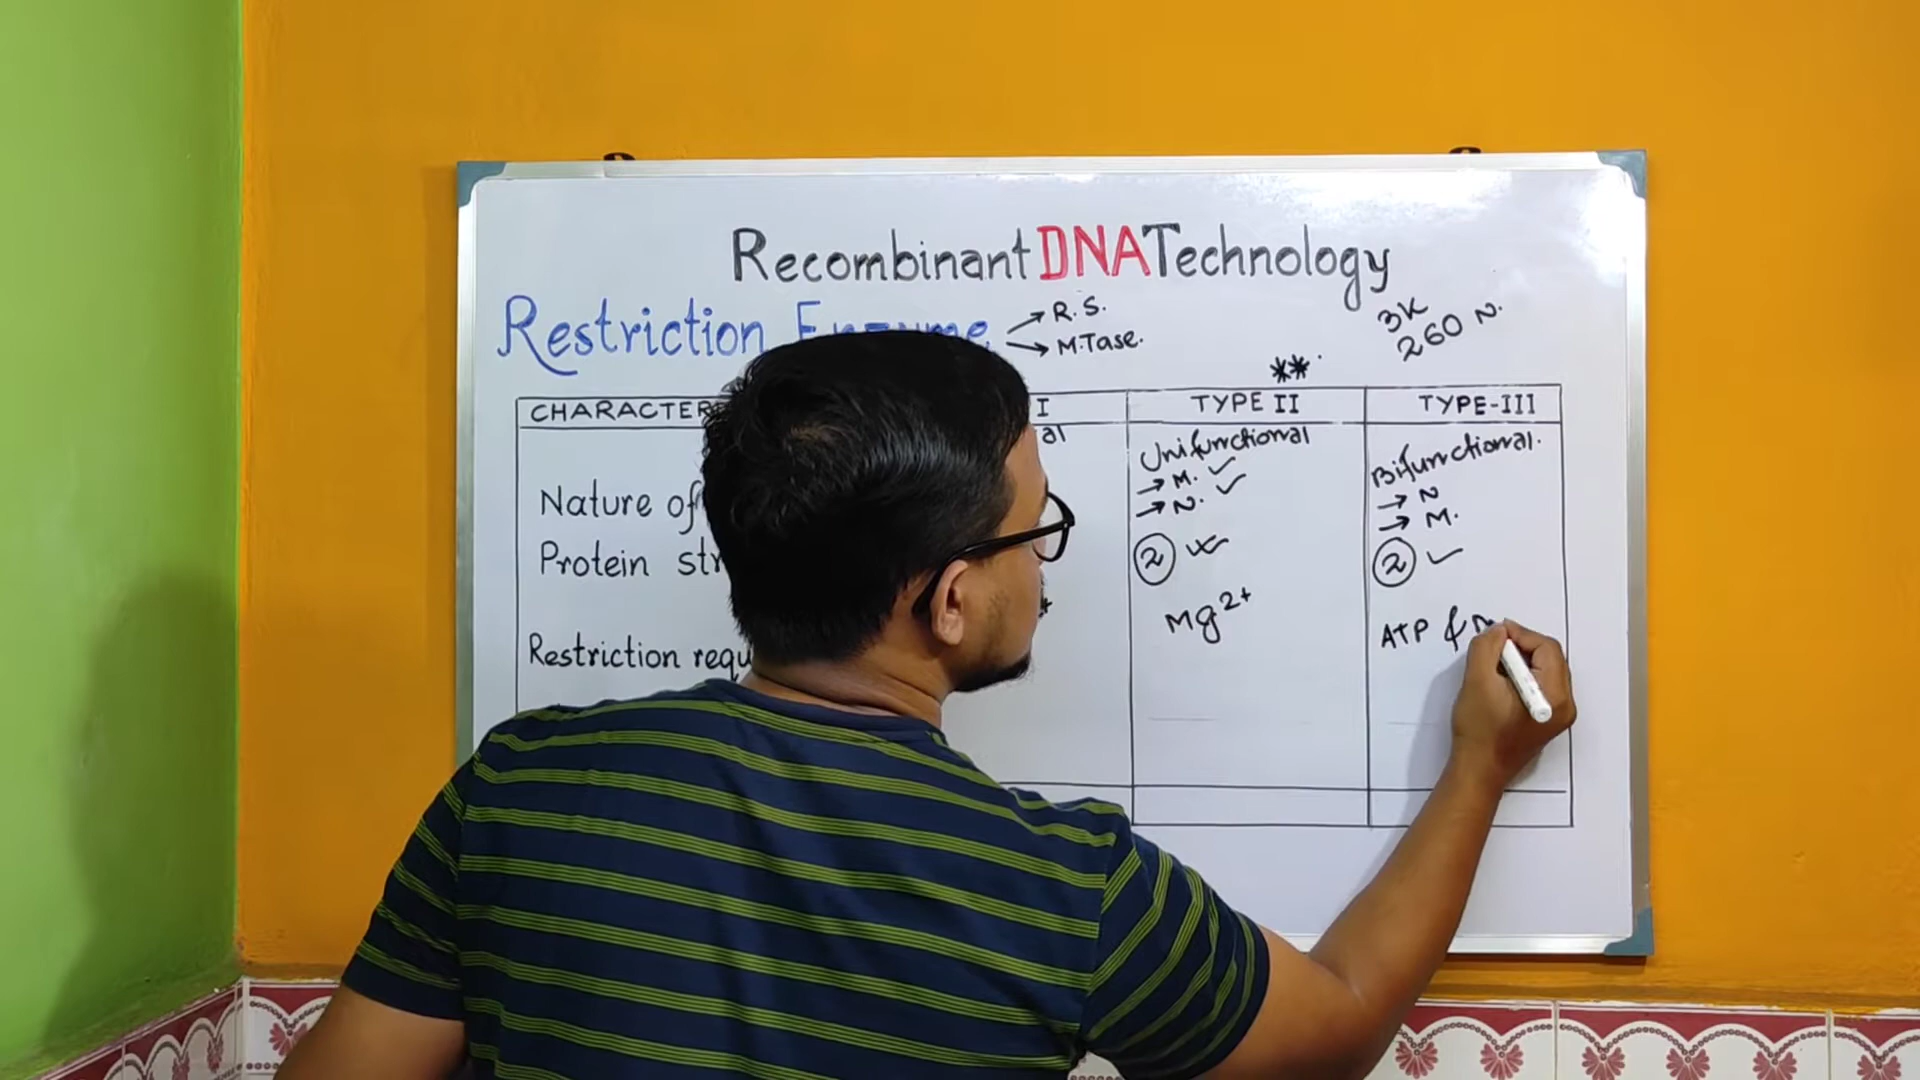 Recombinant DNA Technology
Restriction Enzyme → R.S.
→ M.Tase.
3K
260 N.
**
CHARACTER I TYPE II TYPE-III
al Unifunctional Bifunctional.
→ M. ✓ → N
→ N. ✓ → M.
Nature of
Protein str ② ✓ ② ✓
* Mg²⁺ ATP &
Restriction requ